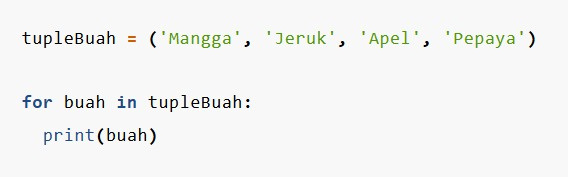 tupleBuah = ('Mangga', 'Jeruk', 'Apel', 'Pepaya')
for buah in tupleBuah:
  print(buah)